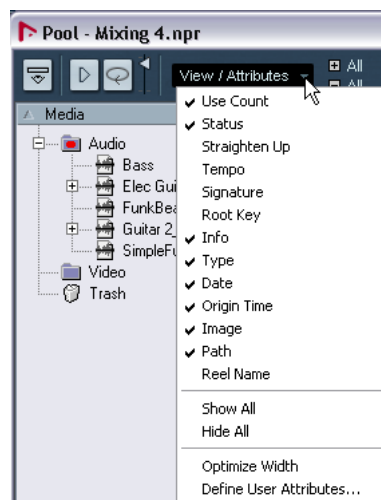 Pool - Mixing 4.npr
View / Attributes
All
All
Media
Audio
Bass
Elec Gui
FunkBea
Guitar 2_
SimpleFu
Video
Trash
Use Count
Status
Straighten Up
Tempo
Signature
Root Key
Info
Type
Date
Origin Time
Image
Path
Reel Name
Show All
Hide All
Optimize Width
Define User Attributes...